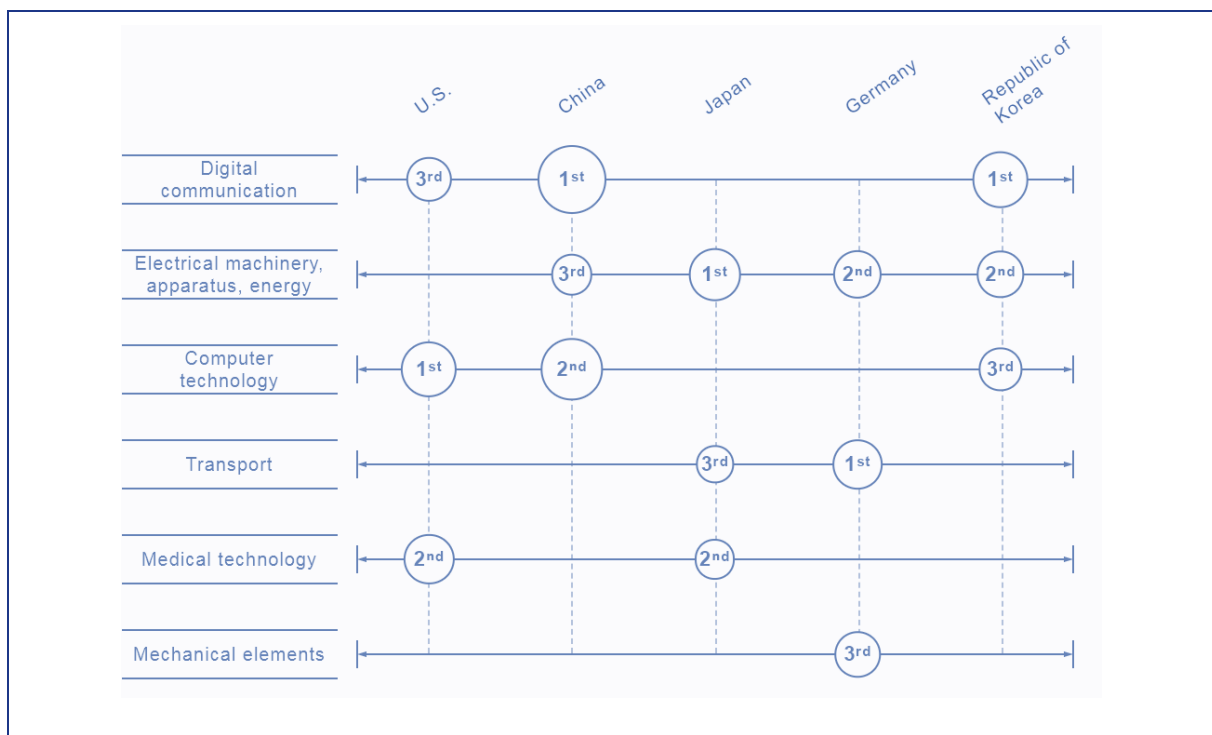 U.S.
China
Japan
Germany
Republic of
Korea
Digital
communication
3rd
1st
1st
Electrical machinery,
apparatus, energy
3rd
1st
2nd
2nd
Computer
technology
1st
2nd
3rd
Transport
3rd
1st
Medical technology
2nd
2nd
Mechanical elements
3rd